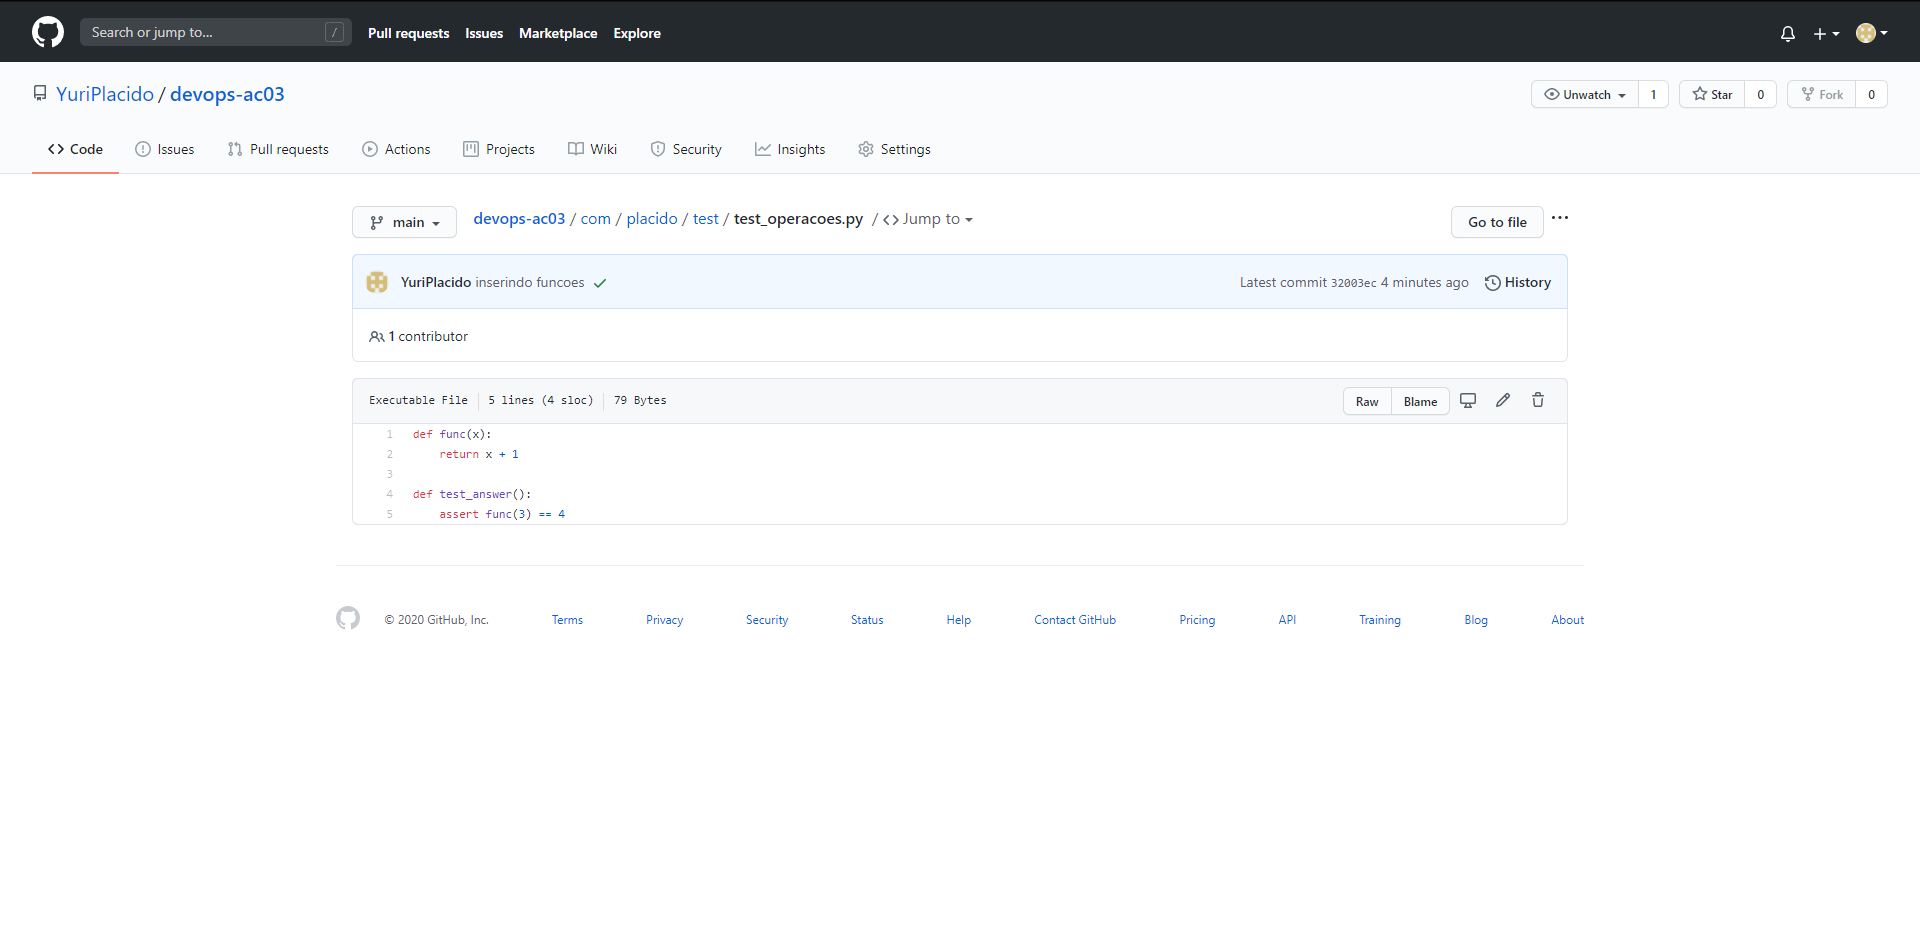 Search or jump to... /
Pull requests Issues Marketplace Explore
YuriPlacido / devops-ac03
Unwatch 1 Star 0 Fork 0
Code Issues Pull requests Actions Projects Wiki Security Insights Settings
main devops-ac03 / com / placido / test / test_operacoes.py / Jump to
Go to file ...
YuriPlacido inserindo funcoes
Latest commit 32003ec 4 minutes ago History
1 contributor
Executable File 5 lines (4 sloc) 79 Bytes
Raw Blame
1 def func(x):
2     return x + 1
3
4 def test_answer():
5     assert func(3) == 4
© 2020 GitHub, Inc. Terms Privacy Security Status Help Contact GitHub Pricing API Training Blog About